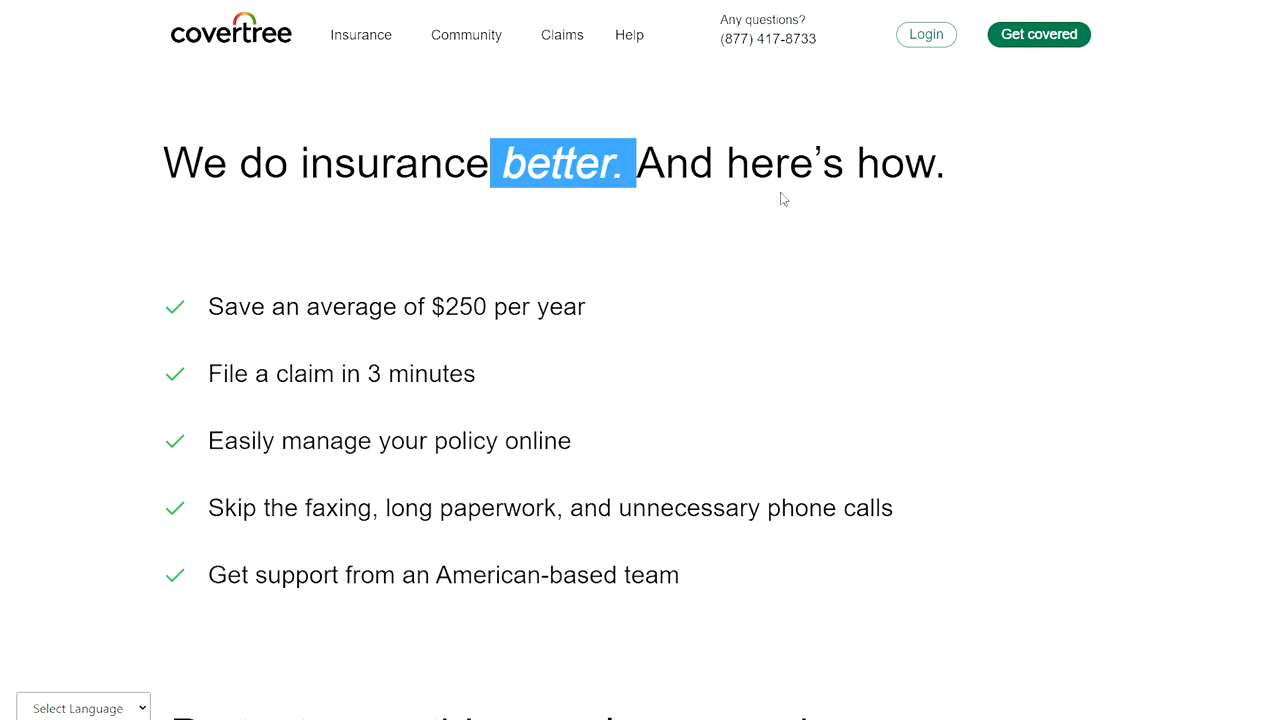 covertree
Insurance
Community
Claims
Help
Any questions?
(877) 417-8733
Login
Get covered
We do insurance better. And here’s how.
Save an average of $250 per year
File a claim in 3 minutes
Easily manage your policy online
Skip the faxing, long paperwork, and unnecessary phone calls
Get support from an American-based team
Select Language